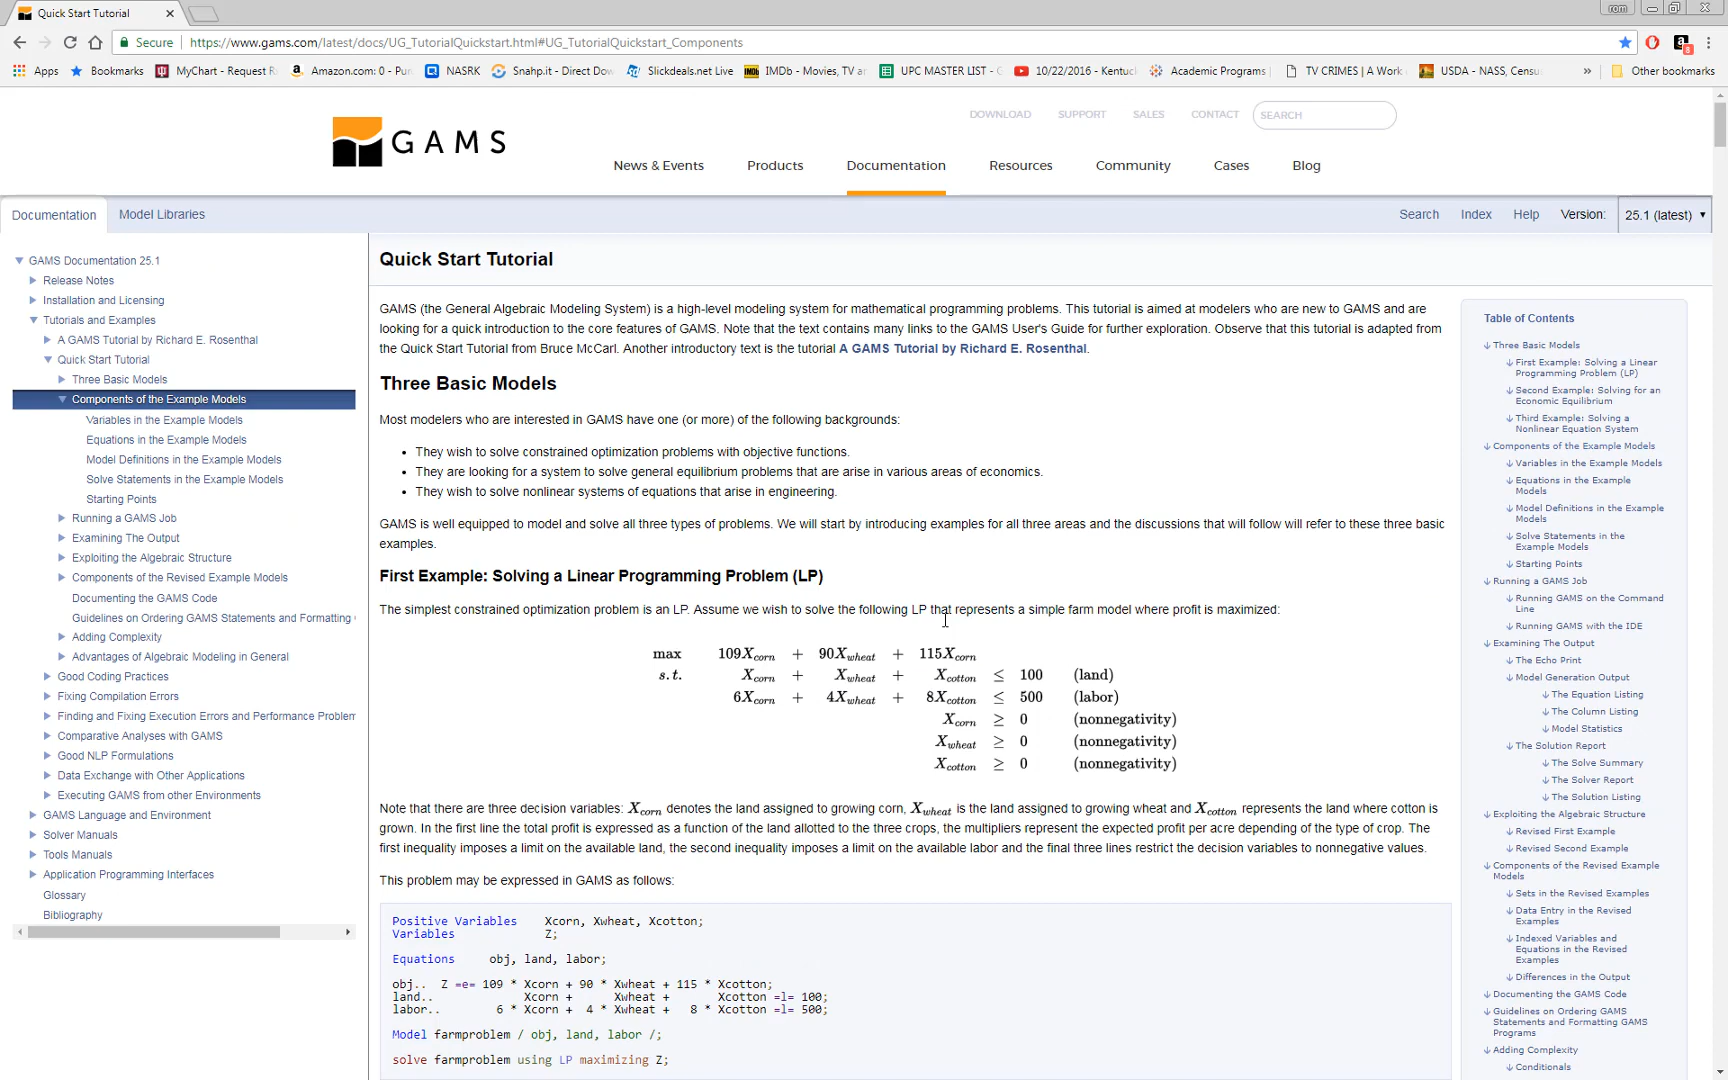 Quick Start Tutorial
rom
Secure https://www.gams.com/latest/docs/UG_TutorialQuickstart.html#UG_TutorialQuickstart_Components
8
Apps Bookmarks MyChart - Request R Amazon.com: 0 - Pur NASRK Snahp.it - Direct Dow Slickdeals.net Live IMDb - Movies, TV an UPC MASTER LIST - G 10/22/2016 - Kentuck Academic Programs TV CRIMES | A Work USDA - NASS, Census » Other bookmarks
DOWNLOAD SUPPORT SALES CONTACT SEARCH
GAMS
News & Events Products Documentation Resources Community Cases Blog
Documentation Model Libraries Search Index Help Version: 25.1 (latest)
GAMS Documentation 25.1
Release Notes
Installation and Licensing
Tutorials and Examples
A GAMS Tutorial by Richard E. Rosenthal
Quick Start Tutorial
Three Basic Models
Components of the Example Models
Variables in the Example Models
Equations in the Example Models
Model Definitions in the Example Models
Solve Statements in the Example Models
Starting Points
Running a GAMS Job
Examining The Output
Exploiting the Algebraic Structure
Components of the Revised Example Models
Documenting the GAMS Code
Guidelines on Ordering GAMS Statements and Formatting
Adding Complexity
Advantages of Algebraic Modeling in General
Good Coding Practices
Fixing Compilation Errors
Finding and Fixing Execution Errors and Performance Problem
Comparative Analyses with GAMS
Good NLP Formulations
Data Exchange with Other Applications
Executing GAMS from other Environments
GAMS Language and Environment
Solver Manuals
Tools Manuals
Application Programming Interfaces
Glossary
Bibliography
Quick Start Tutorial
GAMS (the General Algebraic Modeling System) is a high-level modeling system for mathematical programming problems. This tutorial is aimed at modelers who are new to GAMS and are
looking for a quick introduction to the core features of GAMS. Note that the text contains many links to the GAMS User's Guide for further exploration. Observe that this tutorial is adapted from
the Quick Start Tutorial from Bruce McCarl. Another introductory text is the tutorial A GAMS Tutorial by Richard E. Rosenthal.
Three Basic Models
Most modelers who are interested in GAMS have one (or more) of the following backgrounds:
• They wish to solve constrained optimization problems with objective functions.
• They are looking for a system to solve general equilibrium problems that are arise in various areas of economics.
• They wish to solve nonlinear systems of equations that arise in engineering.
GAMS is well equipped to model and solve all three types of problems. We will start by introducing examples for all three areas and the discussions that will follow will refer to these three basic
examples.
First Example: Solving a Linear Programming Problem (LP)
The simplest constrained optimization problem is an LP. Assume we wish to solve the following LP that represents a simple farm model where profit is maximized:
max 109X_corn + 90X_wheat + 115X_corn
s.t. X_corn + X_wheat + X_cotton ≤ 100 (land)
6X_corn + 4X_wheat + 8X_cotton ≤ 500 (labor)
X_corn ≥ 0 (nonnegativity)
X_wheat ≥ 0 (nonnegativity)
X_cotton ≥ 0 (nonnegativity)
Note that there are three decision variables: X_corn denotes the land assigned to growing corn, X_wheat is the land assigned to growing wheat and X_cotton represents the land where cotton is
grown. In the first line the total profit is expressed as a function of the land allotted to the three crops, the multipliers represent the expected profit per acre depending of the type of crop. The
first inequality imposes a limit on the available land, the second inequality imposes a limit on the available labor and the final three lines restrict the decision variables to nonnegative values.
This problem may be expressed in GAMS as follows:
Positive Variables Xcorn, Xwheat, Xcotton;
Variables Z;
Equations obj, land, labor;
obj.. Z =e= 109 * Xcorn + 90 * Xwheat + 115 * Xcotton;
land.. Xcorn + Xwheat + Xcotton =l= 100;
labor.. 6 * Xcorn + 4 * Xwheat + 8 * Xcotton =l= 500;
Model farmproblem / obj, land, labor /;
solve farmproblem using LP maximizing Z;
Table of Contents
↓Three Basic Models
↓First Example: Solving a Linear
Programming Problem (LP)
↓Second Example: Solving for an
Economic Equilibrium
↓Third Example: Solving a
Nonlinear Equation System
↓Components of the Example Models
↓Variables in the Example Models
↓Equations in the Example
Models
↓Model Definitions in the Example
Models
↓Solve Statements in the
Example Models
↓Starting Points
↓Running a GAMS Job
↓Running GAMS on the Command
Line
↓Running GAMS with the IDE
↓Examining The Output
↓The Echo Print
↓Model Generation Output
↓The Equation Listing
↓The Column Listing
↓Model Statistics
↓The Solution Report
↓The Solve Summary
↓The Solver Report
↓The Solution Listing
↓Exploiting the Algebraic Structure
↓Revised First Example
↓Revised Second Example
↓Components of the Revised Example
Models
↓Sets in the Revised Examples
↓Data Entry in the Revised
Examples
↓Indexed Variables and
Equations in the Revised
Examples
↓Differences in the Output
↓Documenting the GAMS Code
↓Guidelines on Ordering GAMS
Statements and Formatting GAMS
Programs
↓Adding Complexity
↓Conditionals